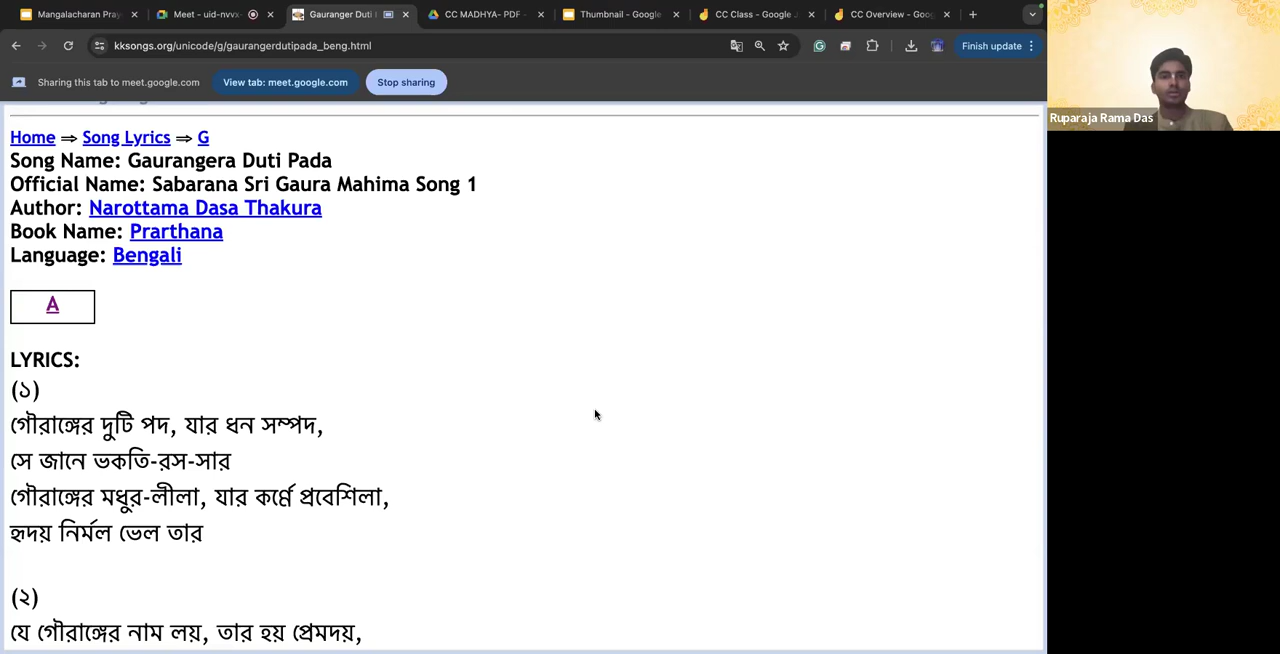 Mangalacharan Pray
Meet - uid-nvvx-
Gauranger Duti
CC MADHYA- PDF -
Thumbnail - Google
CC Class - Google
CC Overview - Goo
kksongs.org/unicode/g/gaurangerdutipada_beng.html
Finish update
Sharing this tab to meet.google.com
View tab: meet.google.com
Stop sharing
Ruparaja Rama Das
Home ⇒ Song Lyrics ⇒ G
Song Name: Gaurangera Duti Pada
Official Name: Sabarana Sri Gaura Mahima Song 1
Author: Narottama Dasa Thakura
Book Name: Prarthana
Language: Bengali
A
LYRICS:
(১)
গৌরাঙ্গের দুটি পদ, যার ধন সম্পদ,
সে জানে ভকতি-রস-সার
গৌরাঙ্গের মধুর-লীলা, যার কর্ণে প্রবেশিলা,
হৃদয় নির্মল ভেল তার
(২)
যে গৌরাঙ্গের নাম লয়, তার হয় প্রেমদয়,